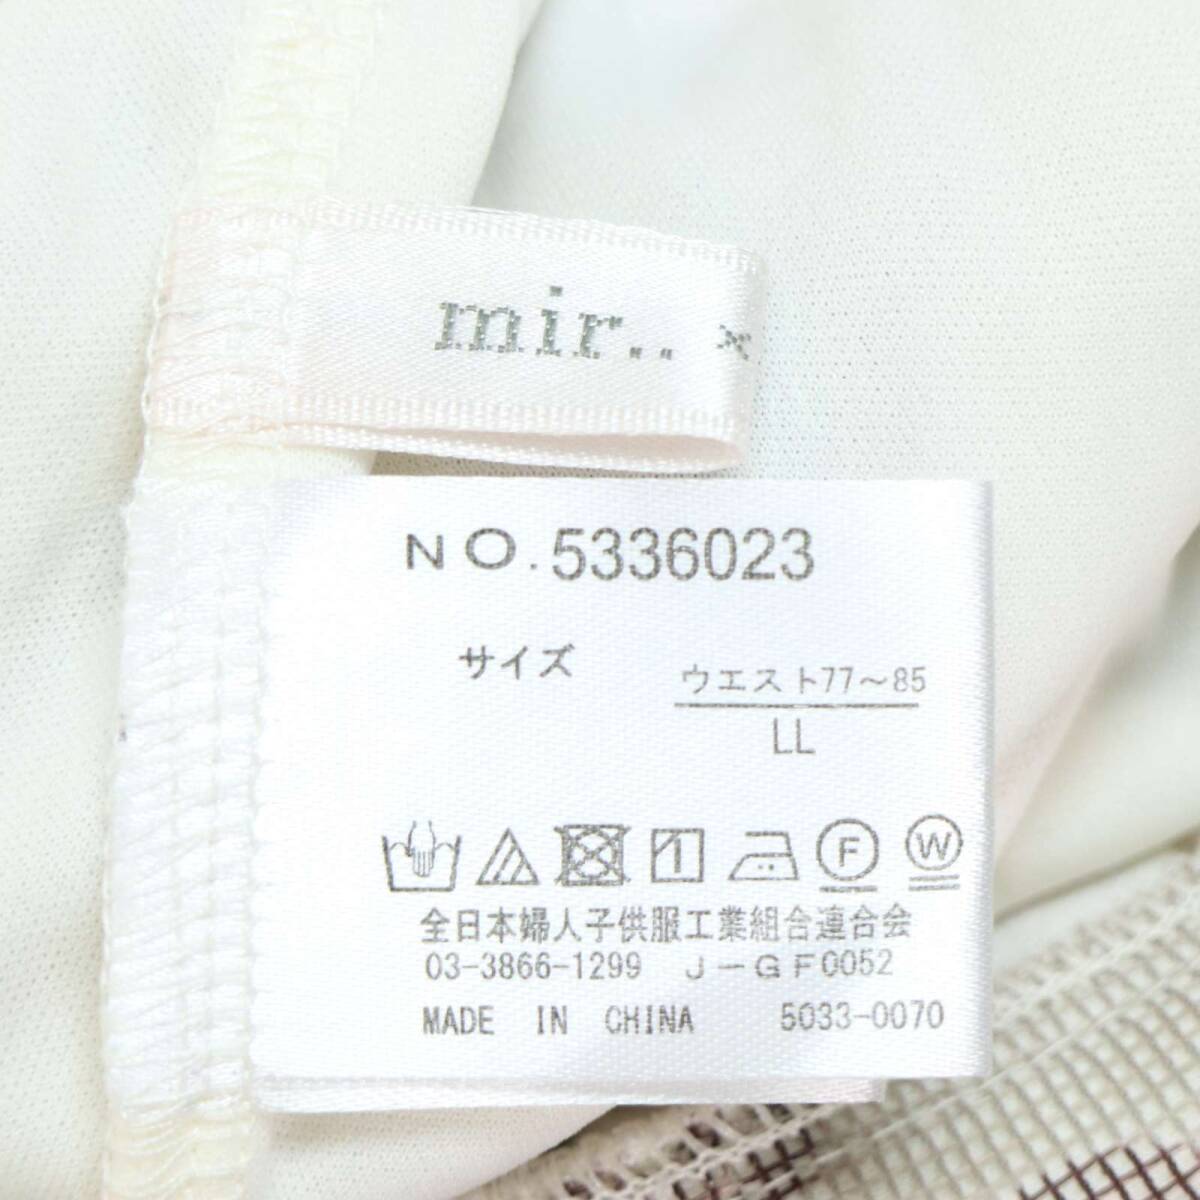 mir.. ×
NO.5336023
サイズ
ウエスト77～85
LL
F
W
全日本婦人子供服工業組合連合会
03-3866-1299 J－GF0052
MADE IN CHINA 5033-0070